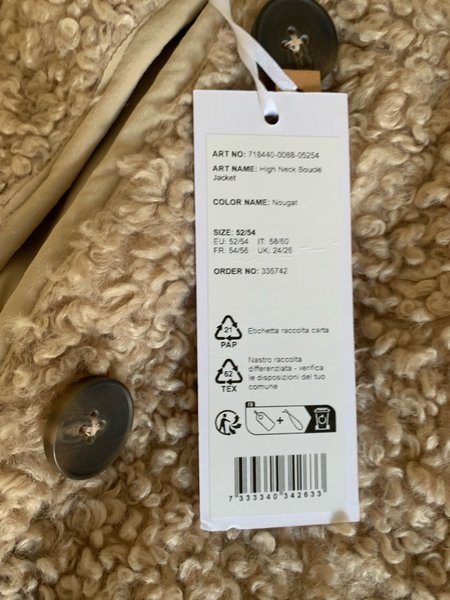 ART NO: 718440-0088-05254
ART NAME: High Neck Bouclé
Jacket
COLOR NAME: Nougat
SIZE: 52/54
EU: 52/54 IT: 58/60
FR: 54/56 UK: 24/26
ORDER NO: 335742
21
PAP
Etichetta raccolta carta
62
TEX
Nastro raccolta
differenziata - verifica
le disposizioni del tuo
comune
FR
+
7 333340 342633